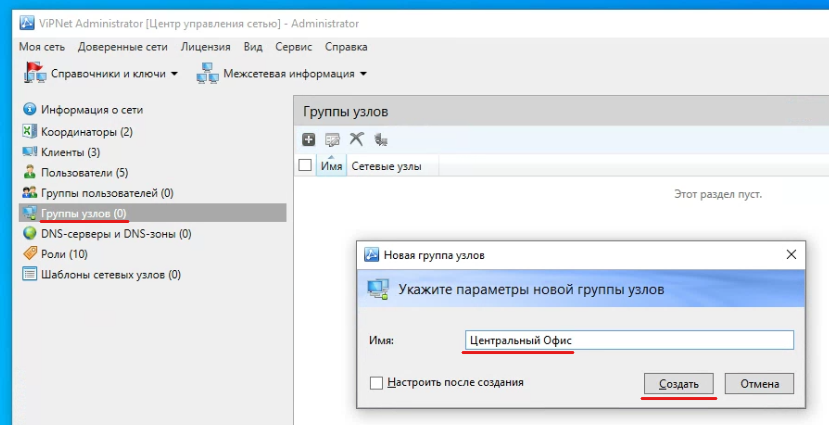 ViPNet Administrator [Центр управления сетью] - Administrator
Моя сеть Доверенные сети Лицензия Вид Сервис Справка
Справочники и ключи Межсетевая информация
Информация о сети
Координаторы (2)
Клиенты (3)
Пользователи (5)
Группы пользователей (0)
Группы узлов (0)
DNS-серверы и DNS-зоны (0)
Роли (10)
Шаблоны сетевых узлов (0)
Группы узлов
Имя Сетевые узлы
Этот раздел пуст.
Новая группа узлов
Укажите параметры новой группы узлов
Имя: Центральный Офис
Настроить после создания Создать Отмена